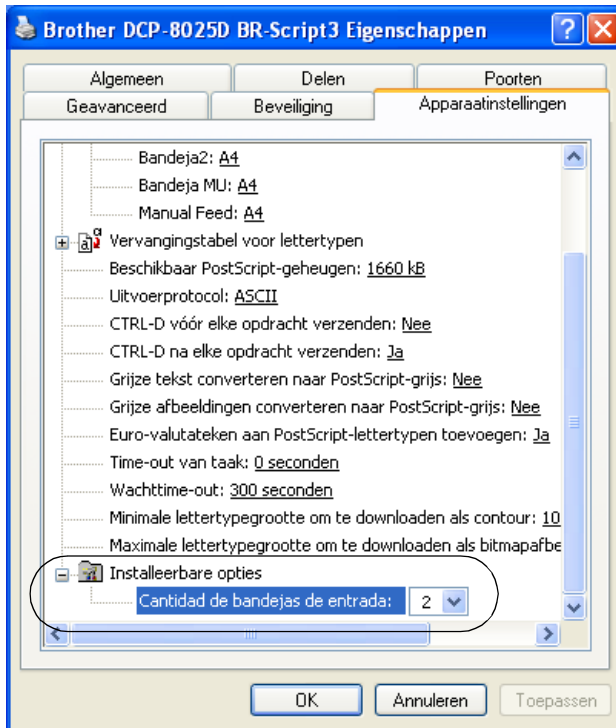 Brother DCP-8025D BR-Script3 Eigenschappen
Algemeen Delen Poorten
Geavanceerd Beveiliging Apparaatinstellingen
Bandeja2: A4
Bandeja MU: A4
Manual Feed: A4
Vervangingstabel voor lettertypen
Beschikbaar PostScript-geheugen: 1660 kB
Uitvoerprotocol: ASCII
CTRL-D vóór elke opdracht verzenden: Nee
CTRL-D na elke opdracht verzenden: Ja
Grijze tekst converteren naar PostScript-grijs: Nee
Grijze afbeeldingen converteren naar PostScript-grijs: Nee
Euro-valutateken aan PostScript-lettertypen toevoegen: Ja
Time-out van taak: 0 seconden
Wachttime-out: 300 seconden
Minimale lettertypegrootte om te downloaden als contour: 10
Maximale lettertypegrootte om te downloaden als bitmapafbe
Installeerbare opties
Cantidad de bandejas de entrada: 2
OK Annuleren Toepassen